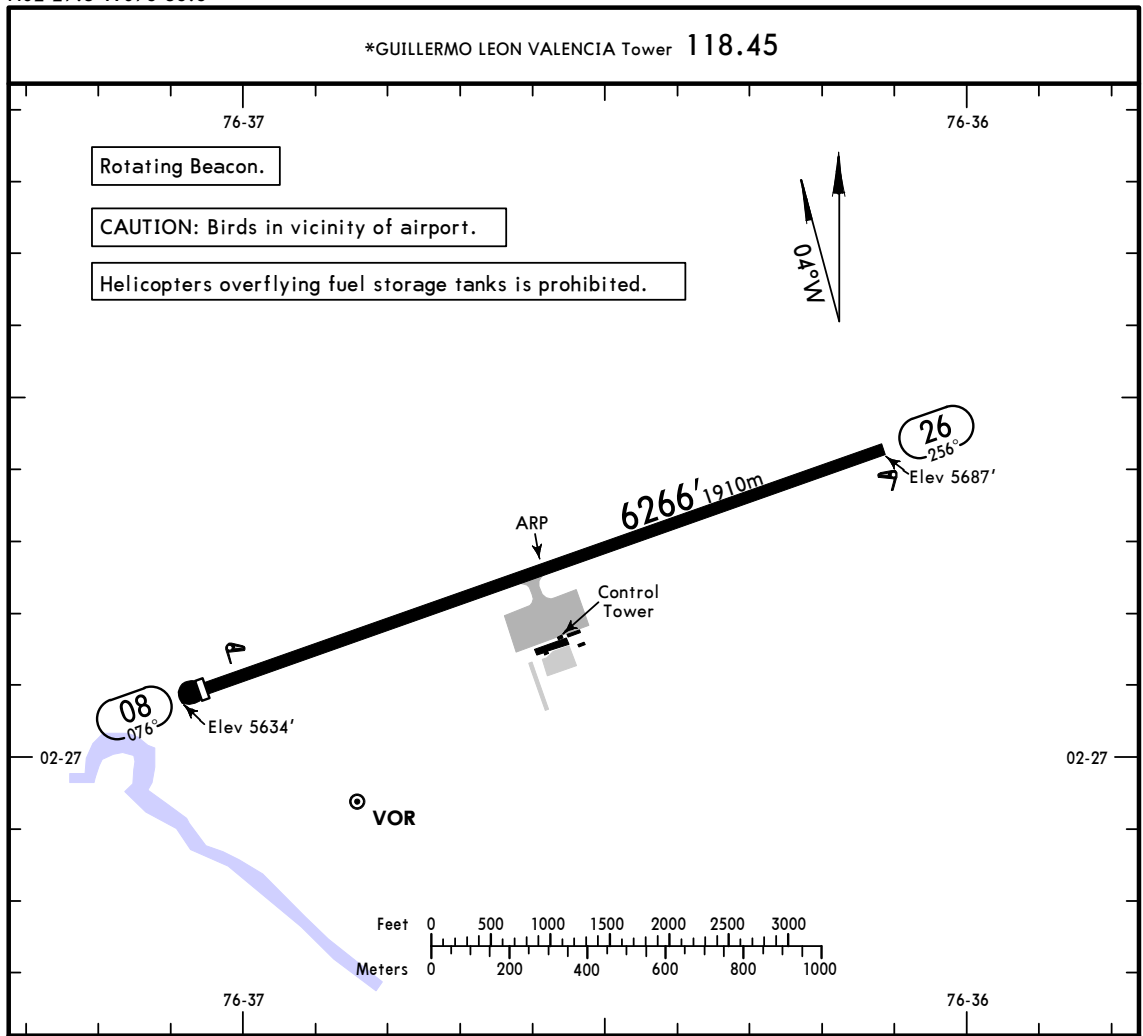 *GUILLERMO LEON VALENCIA Tower 118.45
76-37 76-36
Rotating Beacon.
CAUTION: Birds in vicinity of airport.
Helicopters overflying fuel storage tanks is prohibited.
04°W
26
256°
Elev 5687'
6266' 1910m
ARP
Control
Tower
08
076°
Elev 5634'
02-27 02-27
VOR
Feet 0 500 1000 1500 2000 2500 3000
Meters 0 200 400 600 800 1000
76-37 76-36